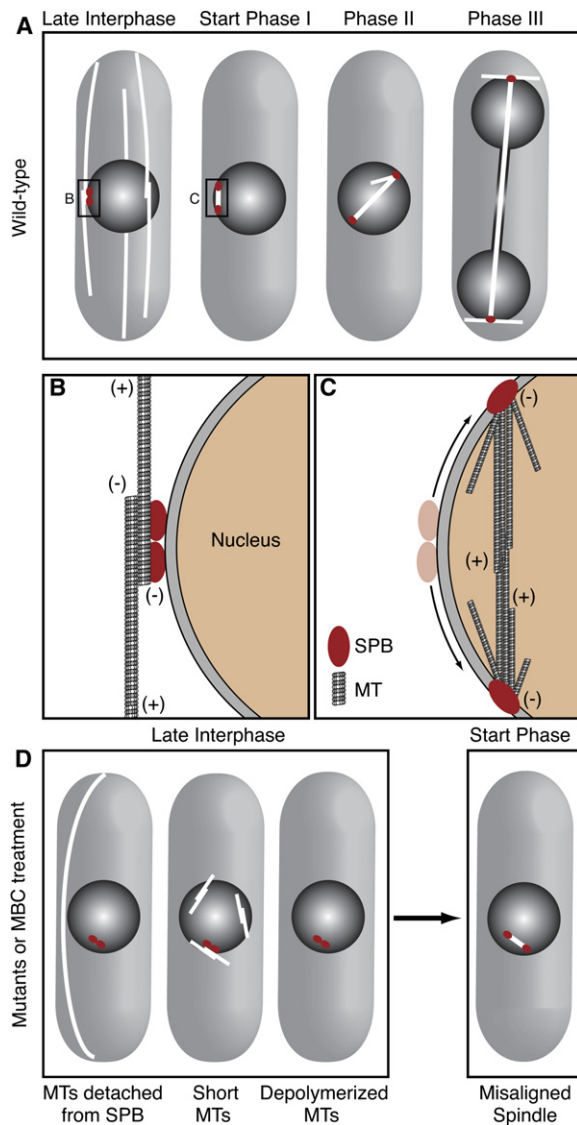 A
Late Interphase
Start Phase I
Phase II
Phase III
Wild-type
B
C
B
(+)
(-)
(-)
(+)
Nucleus
C
(-)
(+)
(+)
(-)
SPB
MT
Late Interphase
Start Phase
D
Mutants or MBC treatment
MTs detached
from SPB
Short
MTs
Depolymerized
MTs
Misaligned
Spindle